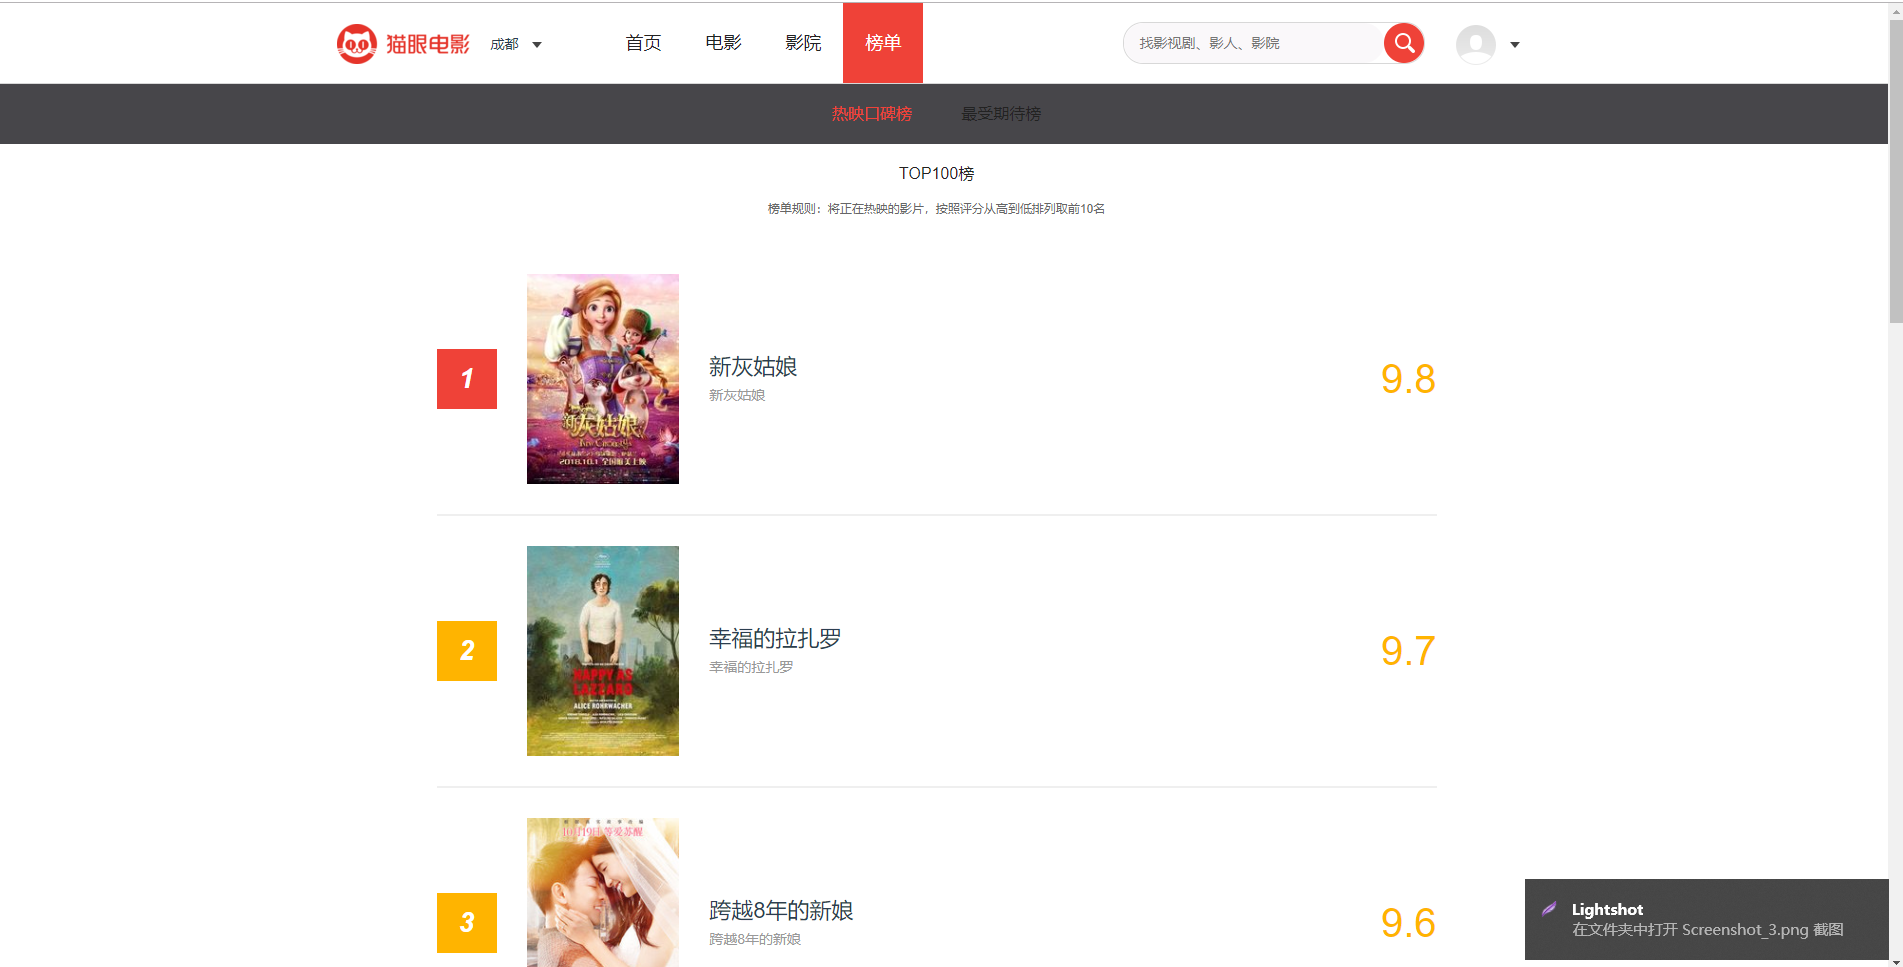 猫眼电影 成都 首页 电影 影院 榜单 找影视剧、影人、影院
热映口碑榜 最受期待榜
TOP100榜
榜单规则：将正在热映的影片，按照评分从高到低排列取前10名
1
新灰姑娘
2018.10.1 全国唯美上映
新灰姑娘
新灰姑娘
9.8
2
HAPPY AS
LAZZARO
ALICE ROHRWACHER
幸福的拉扎罗
幸福的拉扎罗
9.7
3
10月19日 等爱苏醒
跨越8年的新娘
跨越8年的新娘
9.6
Lightshot
在文件夹中打开 Screenshot_3.png 截图